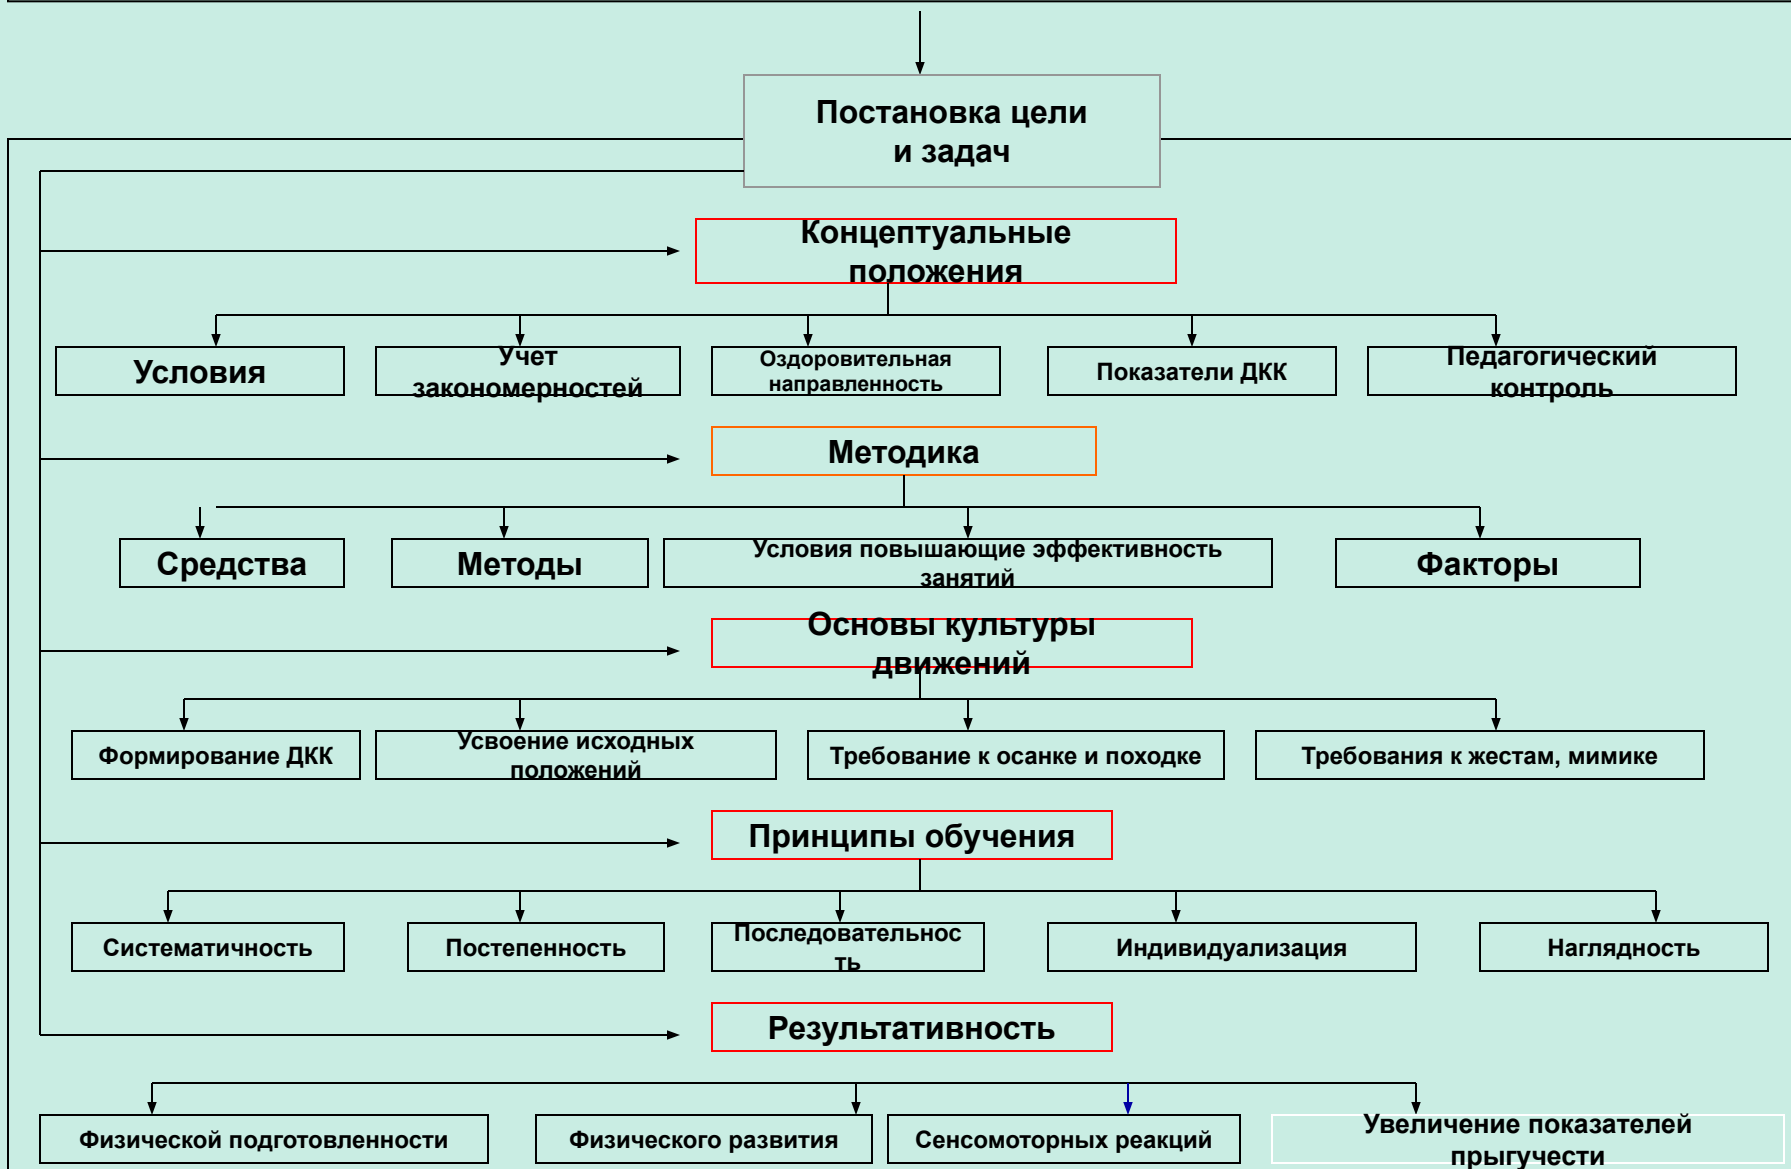 Постановка цели
и задач
Концептуальные
положения
Условия
Учет
закономерностей
Оздоровительная
направленность
Показатели ДКК
Педагогический
контроль
Методика
Средства
Методы
Условия повышающие эффективность
занятий
Факторы
Основы культуры
движений
Формирование ДКК
Усвоение исходных
положений
Требование к осанке и походке
Требования к жестам, мимике
Принципы обучения
Систематичность
Постепенность
Последовательнос
ть
Индивидуализация
Наглядность
Результативность
Физической подготовленности
Физического развития
Сенсомоторных реакций
Увеличение показателей
прыгучести